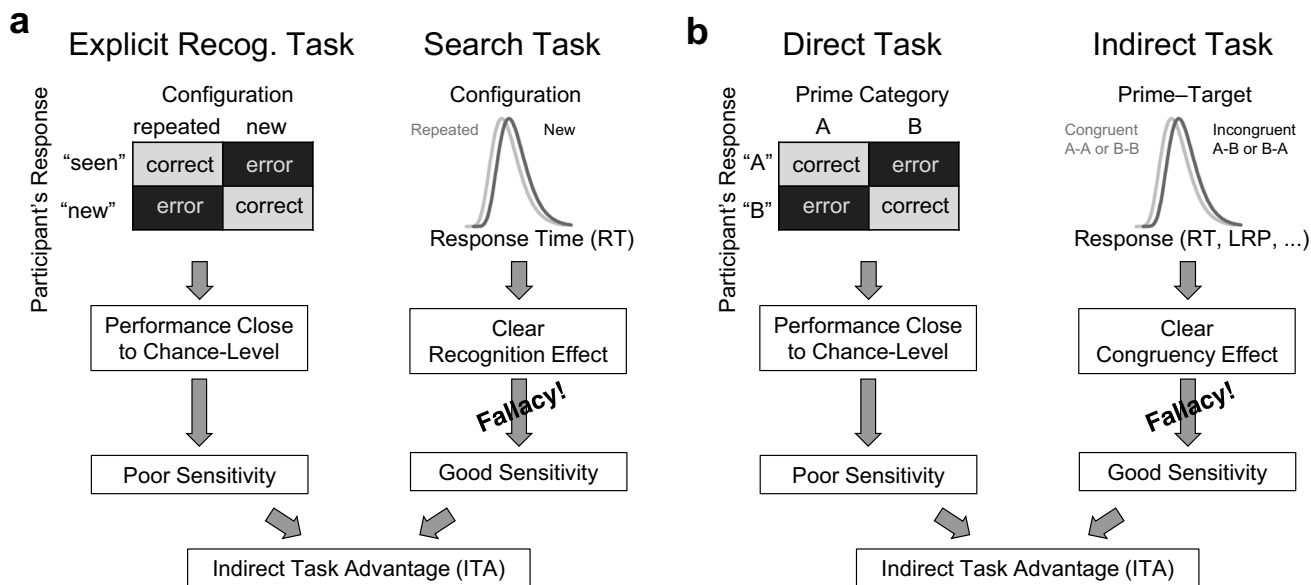 a
Explicit Recog. Task
Search Task
Participant's Response
Configuration
repeated new
"seen" correct error
"new" error correct
Configuration
Repeated New
Response Time (RT)
Performance Close
to Chance-Level
Clear
Recognition Effect
Fallacy!
Poor Sensitivity
Good Sensitivity
Indirect Task Advantage (ITA)
b
Direct Task
Indirect Task
Participant's Response
Prime Category
A B
"A" correct error
"B" error correct
Prime–Target
Congruent Incongruent
A-A or B-B A-B or B-A
Response (RT, LRP, ...)
Performance Close
to Chance-Level
Clear
Congruency Effect
Fallacy!
Poor Sensitivity
Good Sensitivity
Indirect Task Advantage (ITA)